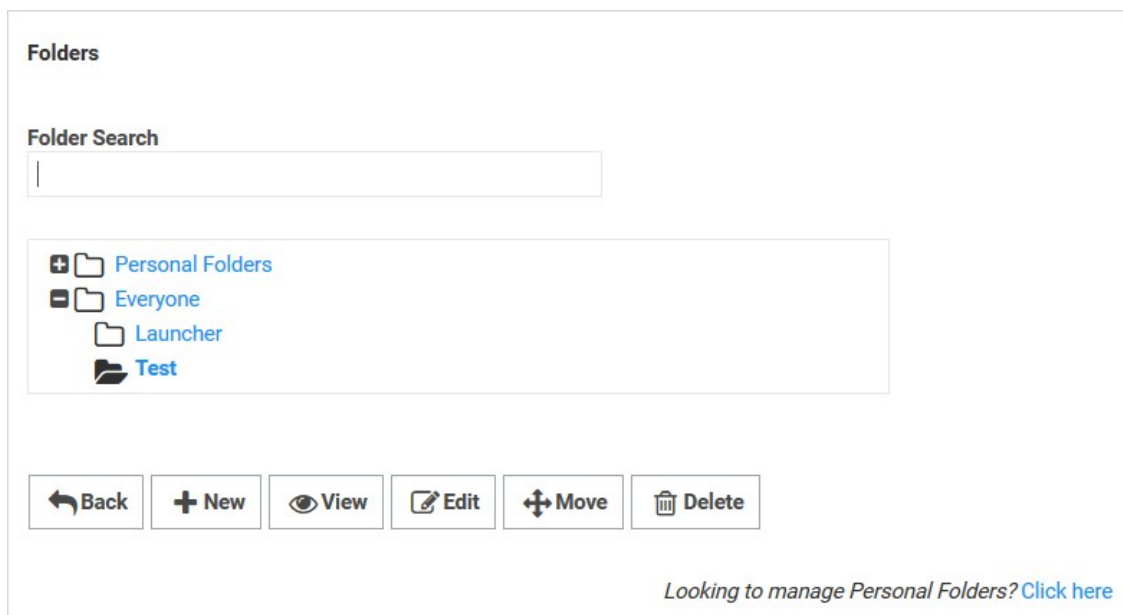 Folders
Folder Search
Personal Folders
Everyone
Launcher
Test
Back New View Edit Move Delete
Looking to manage Personal Folders? Click here